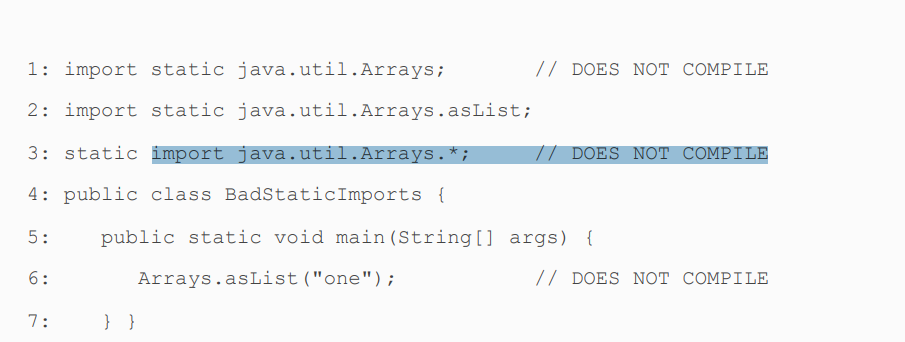 1: import static java.util.Arrays;        // DOES NOT COMPILE
2: import static java.util.Arrays.asList;
3: static import java.util.Arrays.*;      // DOES NOT COMPILE
4: public class BadStaticImports {
5:    public static void main(String[] args) {
6:       Arrays.asList("one");            // DOES NOT COMPILE
7:    } }